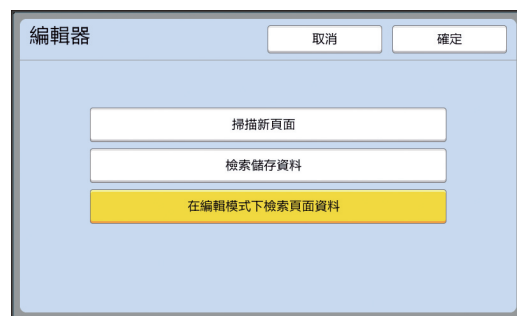 編輯器
取消
確定
掃描新頁面
檢索儲存資料
在編輯模式下檢索頁面資料